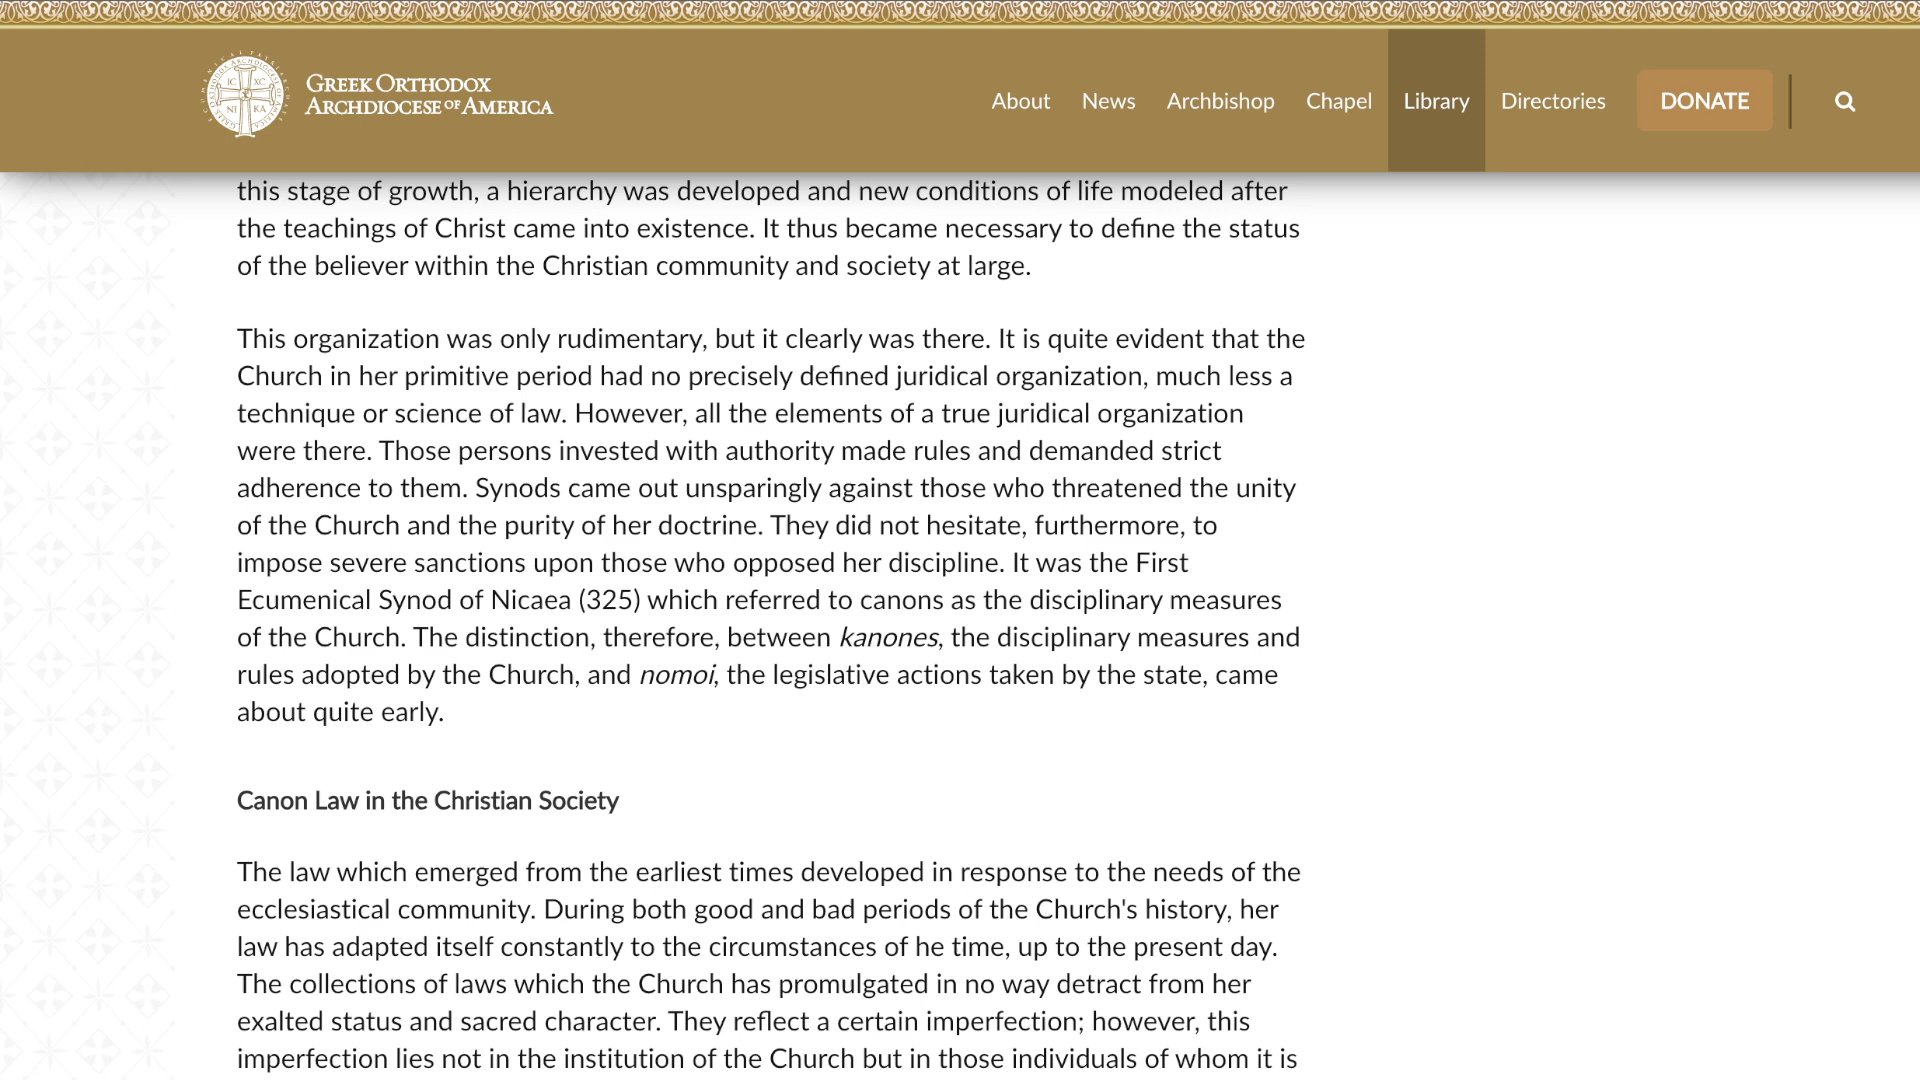 GREEK ORTHODOX
ARCHDIOCESE OF AMERICA
IC XC
NI KA
About News Archbishop Chapel Library Directories DONATE
this stage of growth, a hierarchy was developed and new conditions of life modeled after
the teachings of Christ came into existence. It thus became necessary to define the status
of the believer within the Christian community and society at large.
This organization was only rudimentary, but it clearly was there. It is quite evident that the
Church in her primitive period had no precisely defined juridical organization, much less a
technique or science of law. However, all the elements of a true juridical organization
were there. Those persons invested with authority made rules and demanded strict
adherence to them. Synods came out unsparingly against those who threatened the unity
of the Church and the purity of her doctrine. They did not hesitate, furthermore, to
impose severe sanctions upon those who opposed her discipline. It was the First
Ecumenical Synod of Nicaea (325) which referred to canons as the disciplinary measures
of the Church. The distinction, therefore, between kanones, the disciplinary measures and
rules adopted by the Church, and nomoi, the legislative actions taken by the state, came
about quite early.
Canon Law in the Christian Society
The law which emerged from the earliest times developed in response to the needs of the
ecclesiastical community. During both good and bad periods of the Church's history, her
law has adapted itself constantly to the circumstances of he time, up to the present day.
The collections of laws which the Church has promulgated in no way detract from her
exalted status and sacred character. They reflect a certain imperfection; however, this
imperfection lies not in the institution of the Church but in those individuals of whom it is